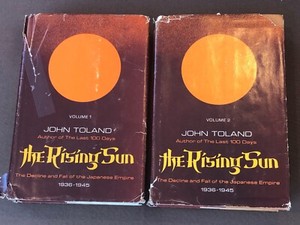 VOLUME 1
JOHN TOLAND
Author of The Last 100 Days
the Rising Sun
The Decline and Fall of the Japanese Empire
1936-1945
VOLUME 2
JOHN TOLAND
Author of The Last 100 Days
the Rising Sun
The Decline and Fall of the Japanese Empire
1936-1945